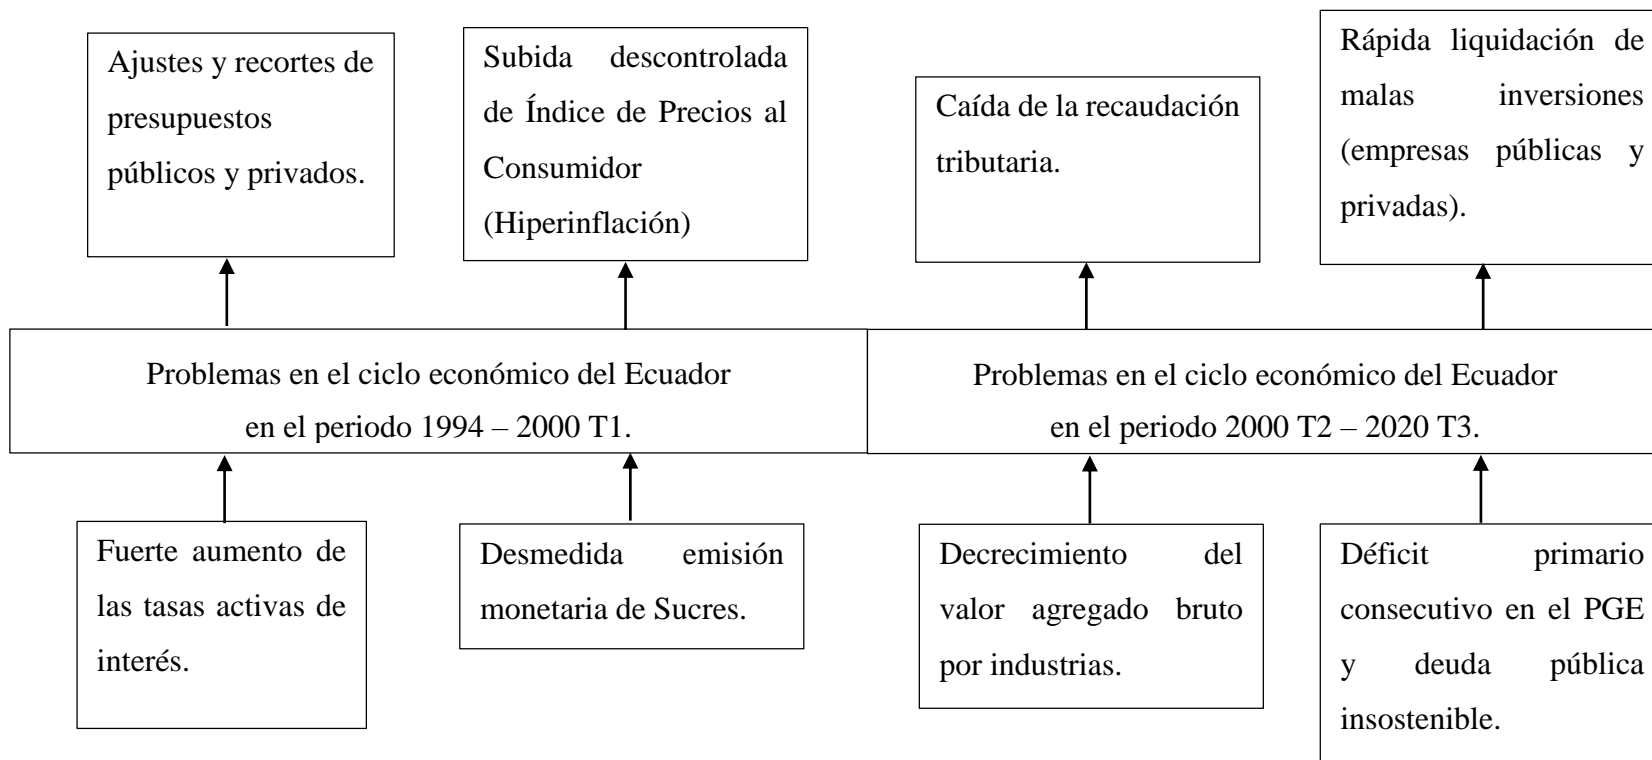 Ajustes y recortes de
presupuestos
públicos y privados.
Subida descontrolada
de Índice de Precios al
Consumidor
(Hiperinflación)
Caída de la recaudación
tributaria.
Rápida liquidación de
malas inversiones
(empresas públicas y
privadas).
Problemas en el ciclo económico del Ecuador
en el periodo 1994 – 2000 T1.
Problemas en el ciclo económico del Ecuador
en el periodo 2000 T2 – 2020 T3.
Fuerte aumento de
las tasas activas de
interés.
Desmedida emisión
monetaria de Sucres.
Decrecimiento del
valor agregado bruto
por industrias.
Déficit primario
consecutivo en el PGE
y deuda pública
insostenible.